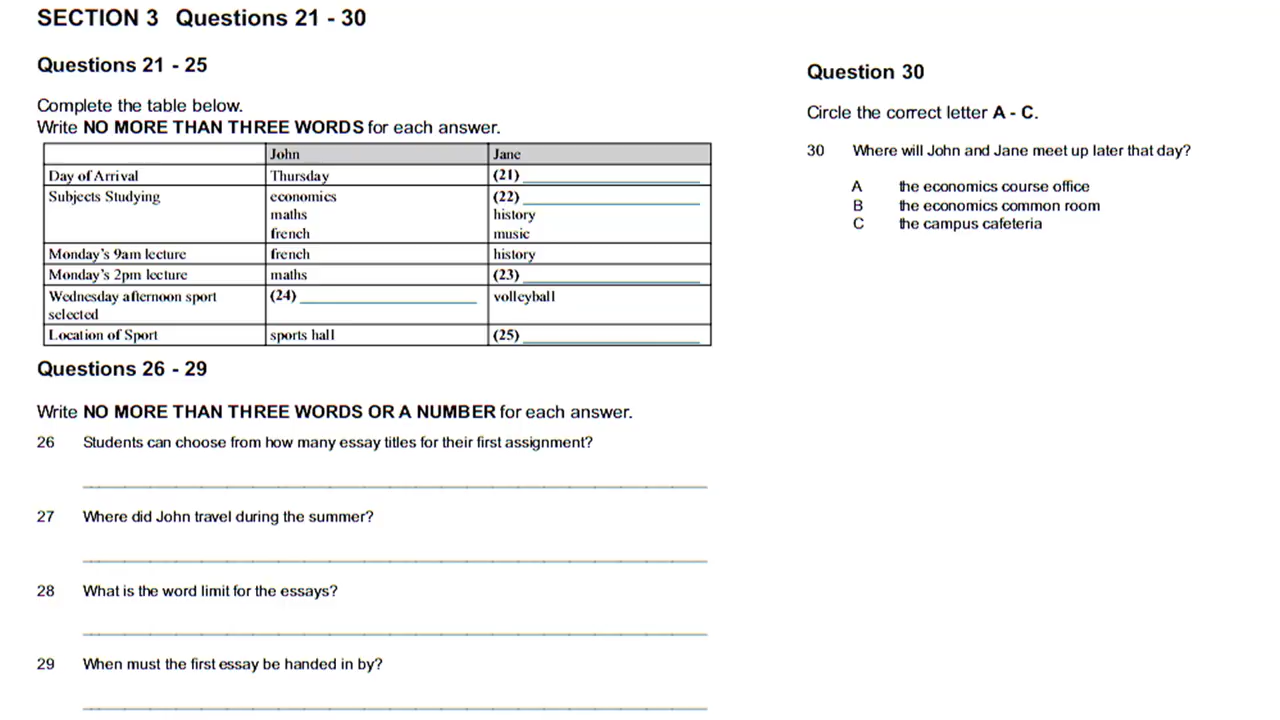 SECTION 3 Questions 21 - 30
Questions 21 - 25
Complete the table below.
Write NO MORE THAN THREE WORDS for each answer.
John Jane
Day of Arrival Thursday (21) ____________________
Subjects Studying economics (22) ____________________
maths history
french music
Monday's 9am lecture french history
Monday's 2pm lecture maths (23) ____________________
Wednesday afternoon sport (24) ____________________ volleyball
selected
Location of Sport sports hall (25) ____________________
Questions 26 - 29
Write NO MORE THAN THREE WORDS OR A NUMBER for each answer.
26 Students can choose from how many essay titles for their first assignment?
27 Where did John travel during the summer?
28 What is the word limit for the essays?
29 When must the first essay be handed in by?
Question 30
Circle the correct letter A - C.
30 Where will John and Jane meet up later that day?
A the economics course office
B the economics common room
C the campus cafeteria